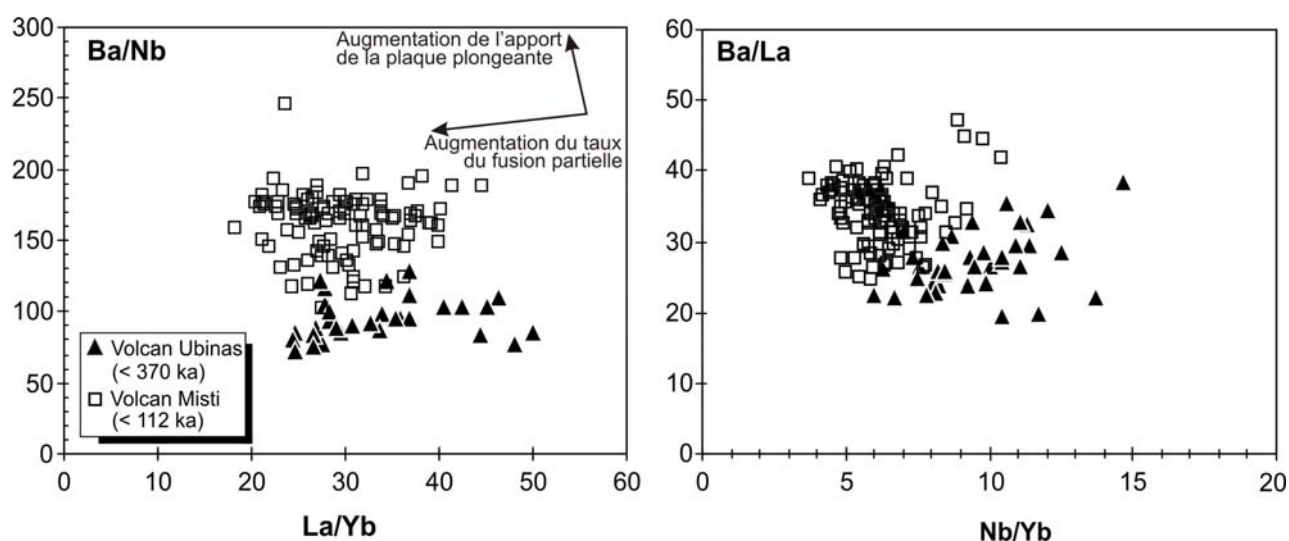 Ba/Nb
Augmentation de l'apport
de la plaque plongeante
Augmentation du taux
du fusion partielle
300
250
200
150
100
50
0
Volcan Ubinas
(< 370 ka)
Volcan Misti
(< 112 ka)
0 10 20 30 40 50 60
La/Yb
Ba/La
60
50
40
30
20
10
0
0 5 10 15 20
Nb/Yb